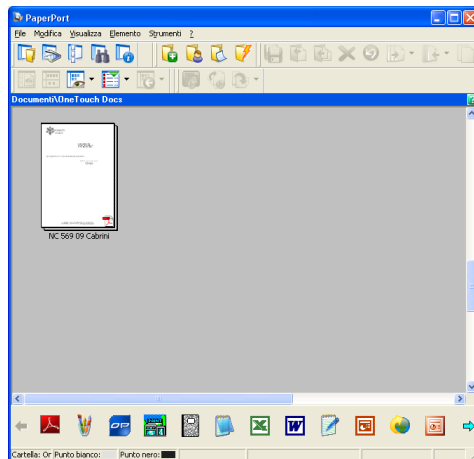 PaperPort
File Modifica Visualizza Elemento Strumenti ?
Documenti\OneTouch Docs
NC 569 09 Cabrini
Cartella: Or Punto bianco: Punto nero: